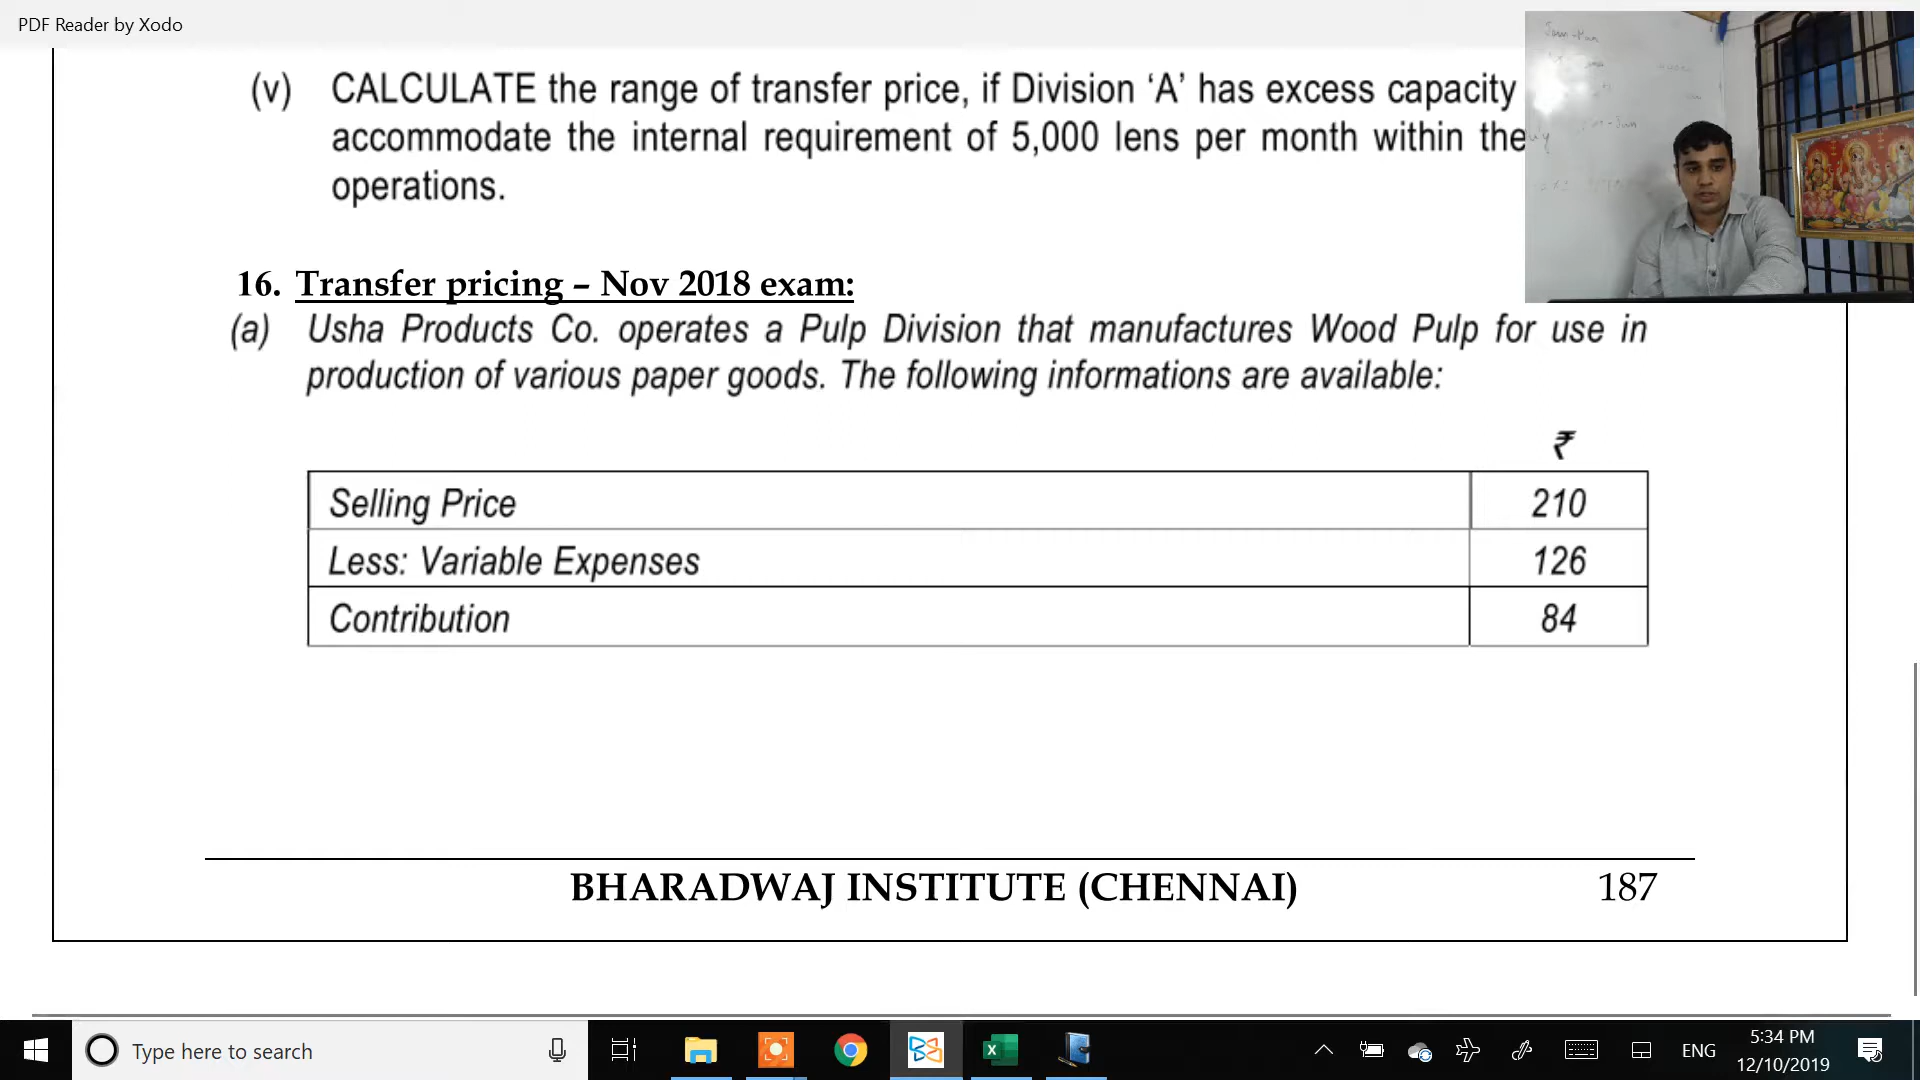 PDF Reader by Xodo
(v) CALCULATE the range of transfer price, if Division ‘A’ has excess capacity
accommodate the internal requirement of 5,000 lens per month within the
operations.
16. Transfer pricing – Nov 2018 exam:
(a) Usha Products Co. operates a Pulp Division that manufactures Wood Pulp for use in
production of various paper goods. The following informations are available:
₹
Selling Price 210
Less: Variable Expenses 126
Contribution 84
BHARADWAJ INSTITUTE (CHENNAI) 187
Type here to search
ENG
5:34 PM
12/10/2019